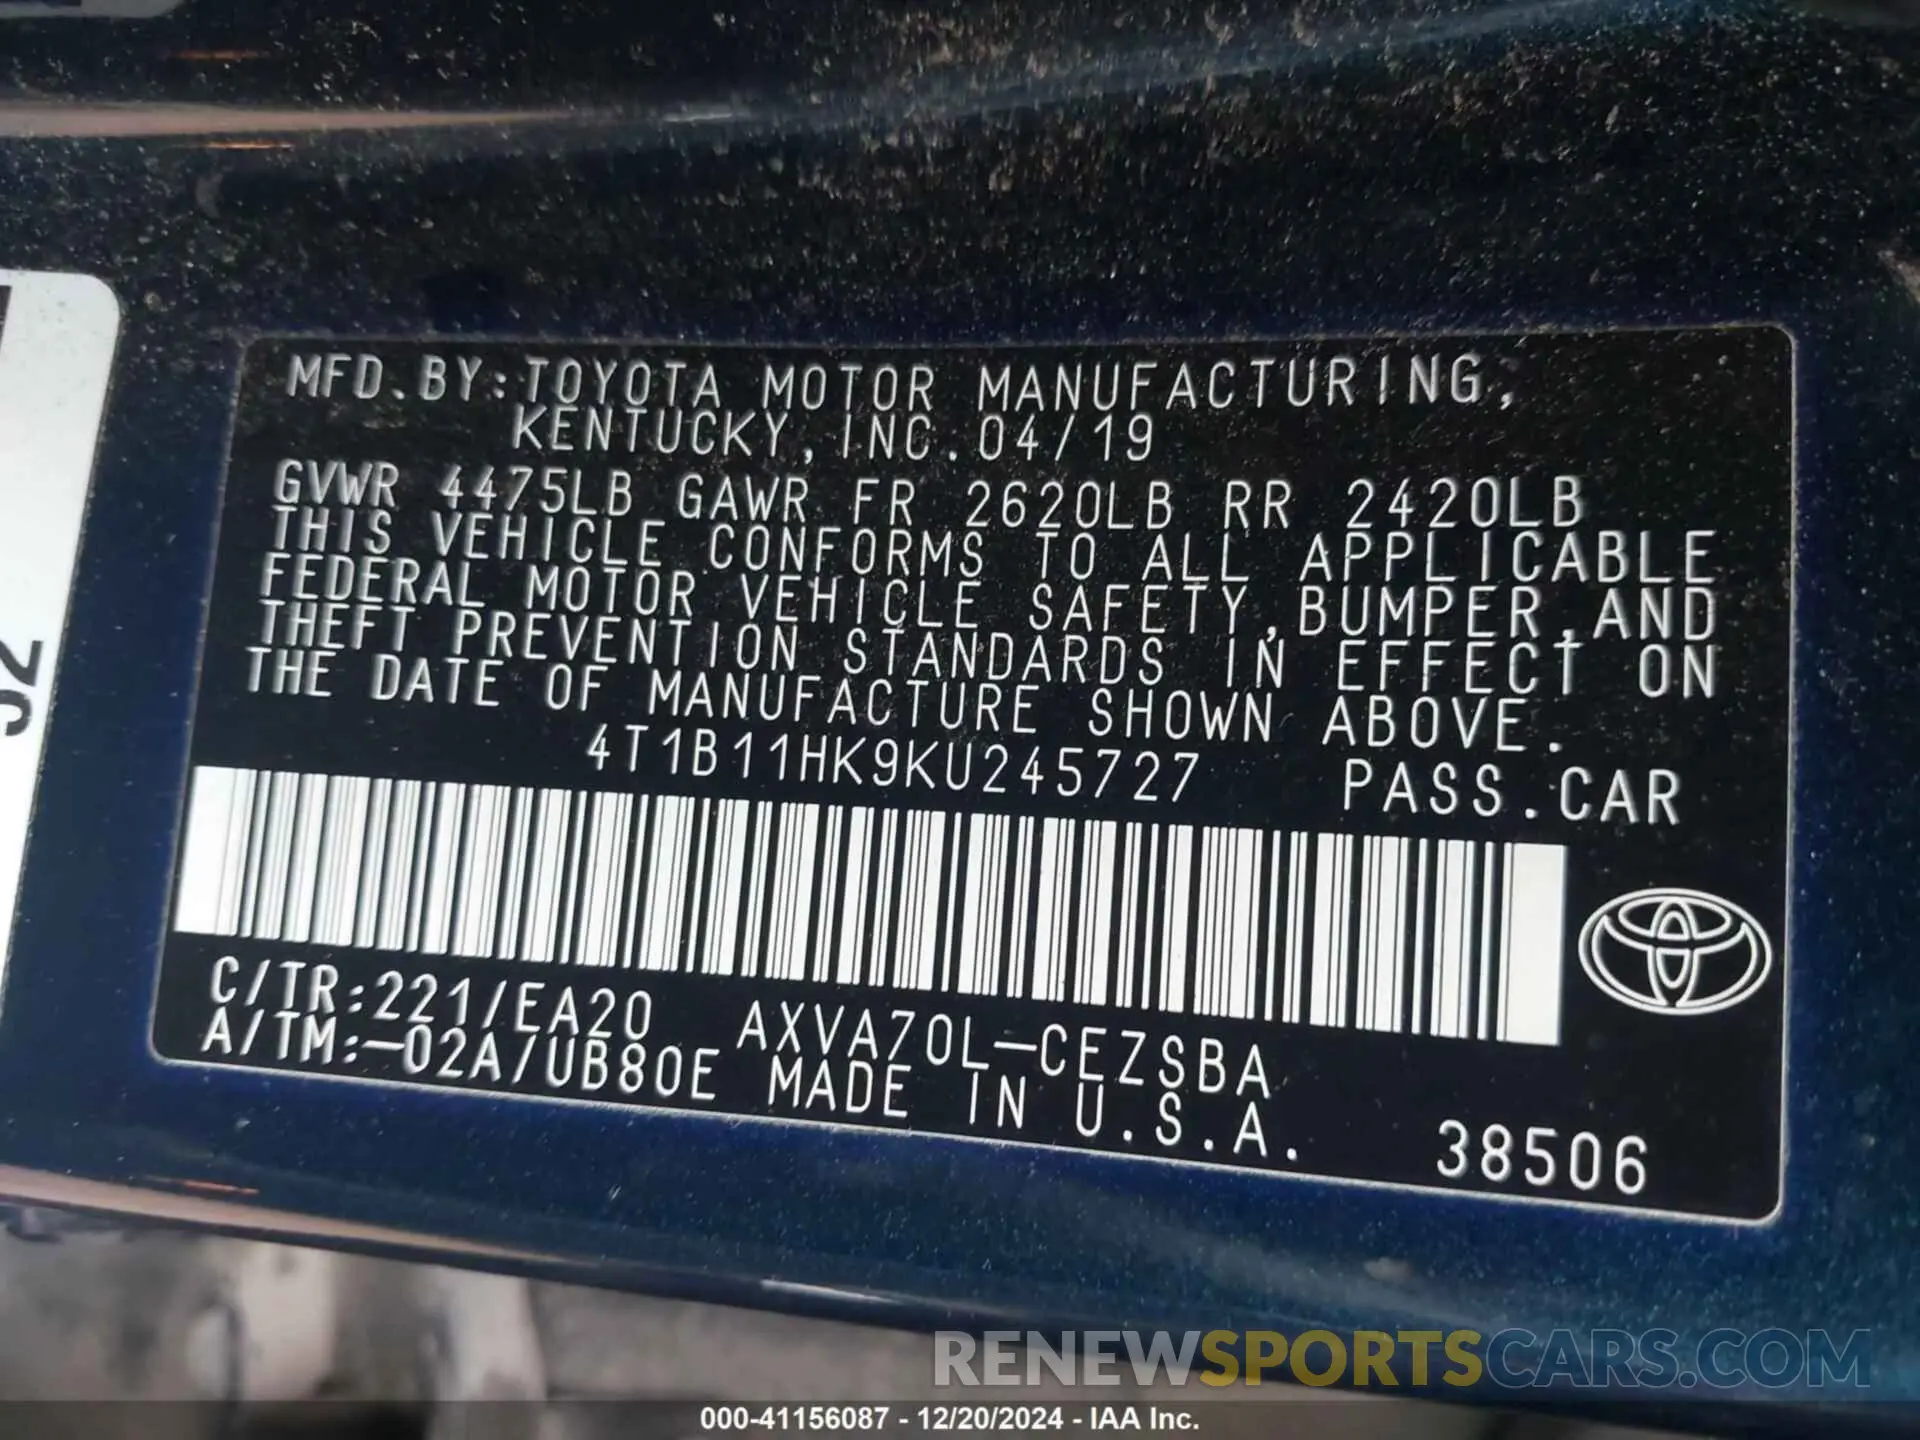 MFD.BY:TOYOTA MOTOR MANUFACTURING,
KENTUCKY,INC.04/19
GVWR 4475LB GAWR FR 2620LB RR 2420LB
THIS VEHICLE CONFORMS TO ALL APPLICABLE
FEDERAL MOTOR VEHICLE SAFETY,BUMPER,AND
THEFT PREVENTION STANDARDS IN EFFECT ON
THE DATE OF MANUFACTURE SHOWN ABOVE.
4T1B11HK9KU245727 PASS.CAR
C/TR:221/EA20 AXVA70L-CEZSBA
A/TM:-02A/UB80E MADE IN U.S.A.
38506
RENEWSPORTSCARS.COM
000-41156087 - 12/20/2024 - IAA Inc.